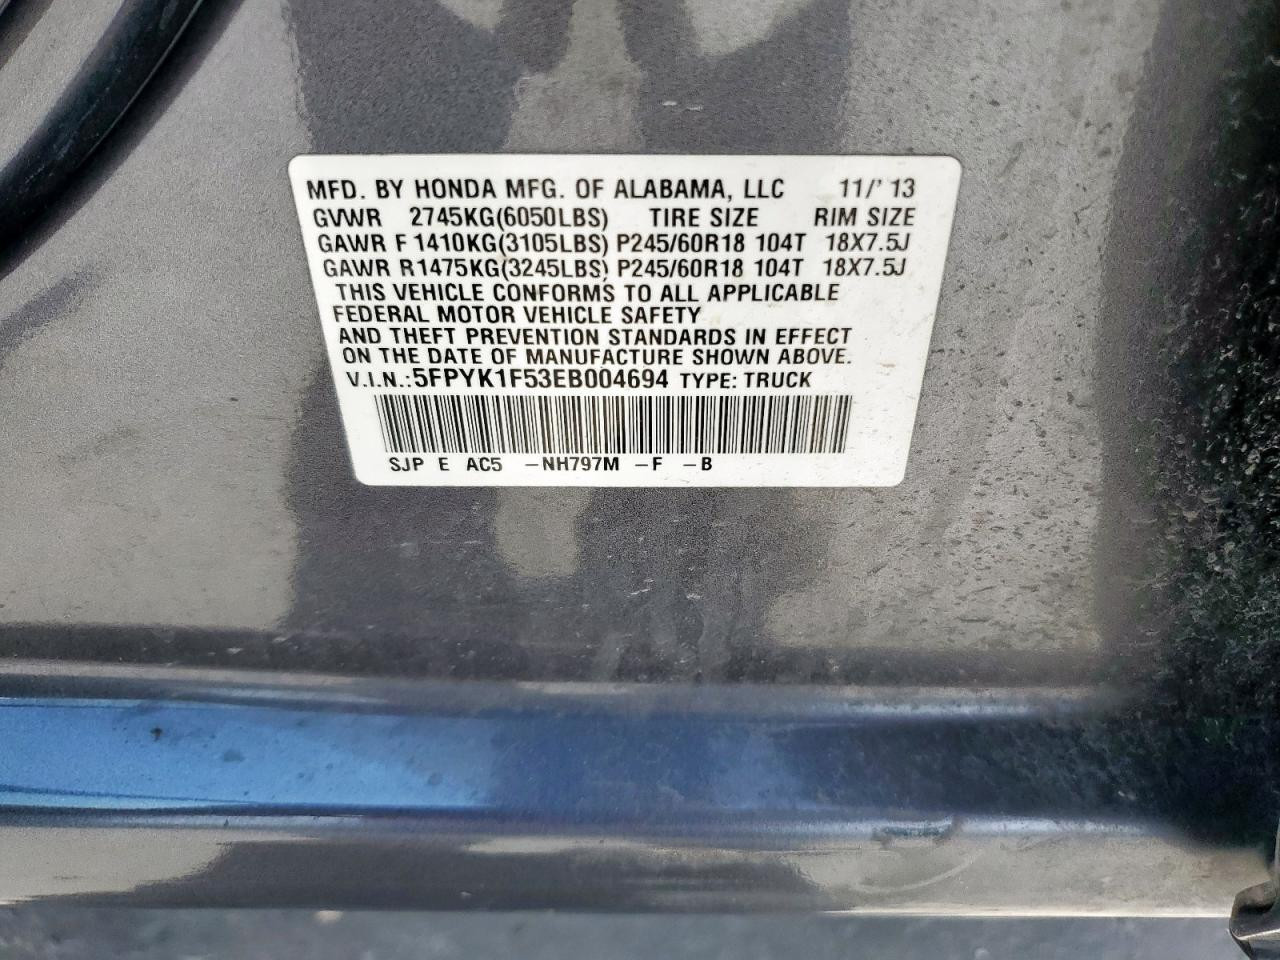 MFD. BY HONDA MFG. OF ALABAMA, LLC 11/'13
GVWR 2745KG(6050LBS) TIRE SIZE RIM SIZE
GAWR F 1410KG(3105LBS) P245/60R18 104T 18X7.5J
GAWR R1475KG(3245LBS) P245/60R18 104T 18X7.5J
THIS VEHICLE CONFORMS TO ALL APPLICABLE
FEDERAL MOTOR VEHICLE SAFETY
AND THEFT PREVENTION STANDARDS IN EFFECT
ON THE DATE OF MANUFACTURE SHOWN ABOVE.
V.I.N.:5FPYK1F53EB004694 TYPE: TRUCK
SJP E AC5 -NH797M -F -B